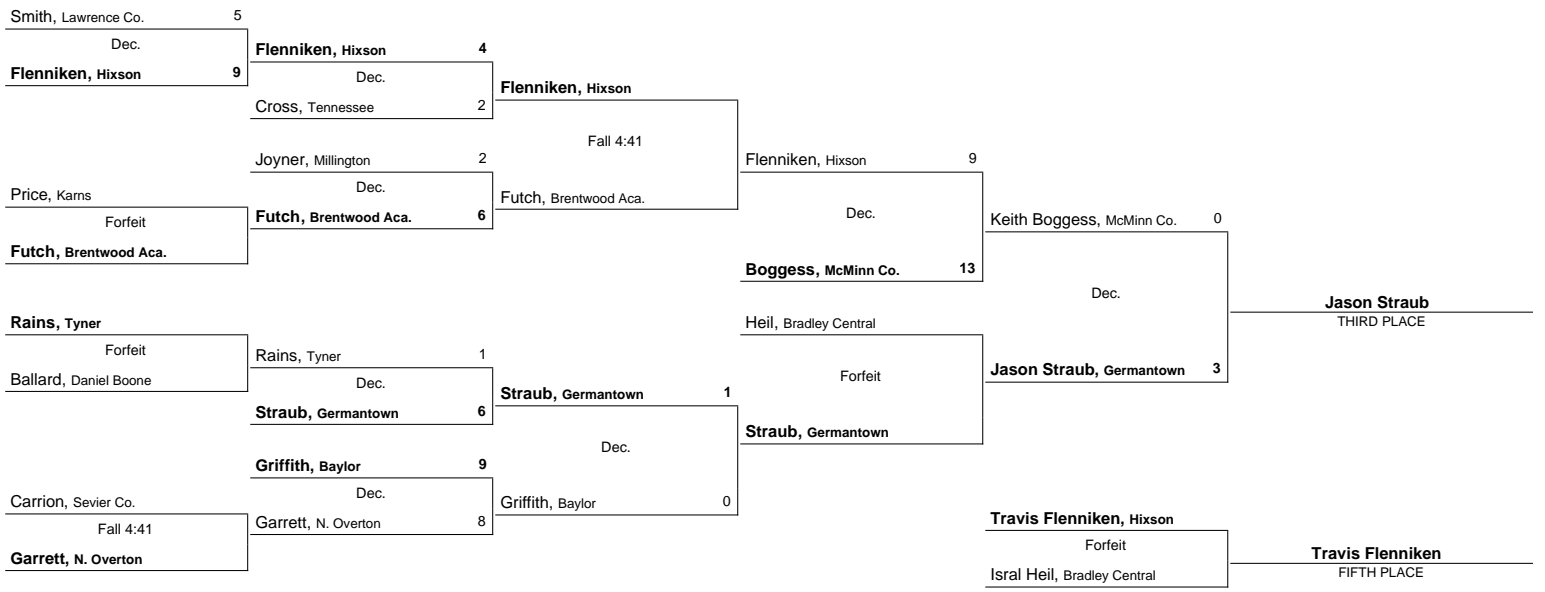 Smith, Lawrence Co. 5
Dec.
Flenniken, Hixson 9
Price, Karns
Forfeit
Futch, Brentwood Aca.
Rains, Tyner
Forfeit
Ballard, Daniel Boone
Carrion, Sevier Co.
Fall 4:41
Garrett, N. Overton
Flenniken, Hixson 4
Dec.
Cross, Tennessee 2
Joyner, Millington 2
Dec.
Futch, Brentwood Aca. 6
Rains, Tyner 1
Dec.
Straub, Germantown 6
Griffith, Baylor 9
Dec.
Garrett, N. Overton 8
Flenniken, Hixson
Fall 4:41
Futch, Brentwood Aca.
Straub, Germantown 1
Dec.
Griffith, Baylor 0
Flenniken, Hixson 9
Dec.
Boggess, McMinn Co. 13
Heil, Bradley Central
Forfeit
Straub, Germantown
Keith Boggess, McMinn Co. 0
Dec.
Jason Straub, Germantown 3
Jason Straub
THIRD PLACE
Travis Flenniken, Hixson
Forfeit
Isral Heil, Bradley Central
Travis Flenniken
FIFTH PLACE